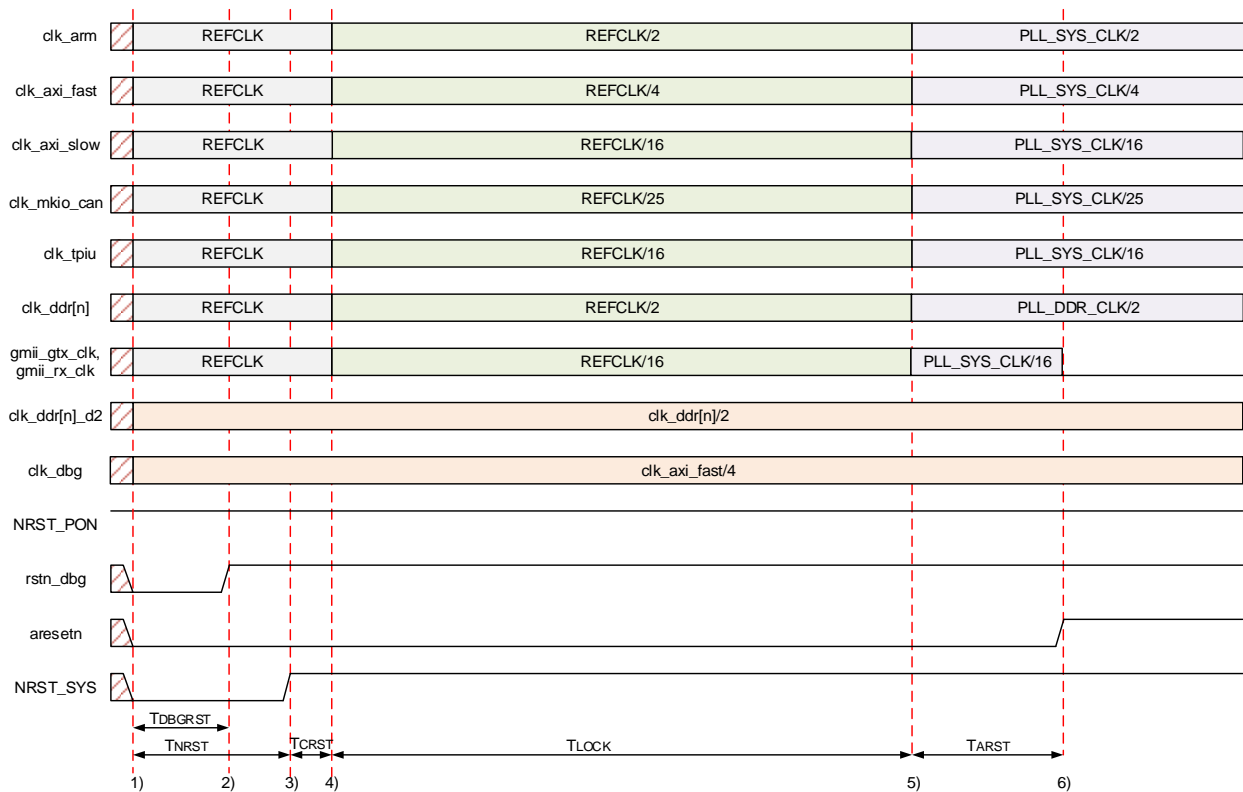 clk_arm REFCLK REFCLK/2 PLL_SYS_CLK/2
clk_axi_fast REFCLK REFCLK/4 PLL_SYS_CLK/4
clk_axi_slow REFCLK REFCLK/16 PLL_SYS_CLK/16
clk_mkio_can REFCLK REFCLK/25 PLL_SYS_CLK/25
clk_tpiu REFCLK REFCLK/16 PLL_SYS_CLK/16
clk_ddr[n] REFCLK REFCLK/2 PLL_DDR_CLK/2
gmii_gtx_clk,
gmii_rx_clk REFCLK REFCLK/16 PLL_SYS_CLK/16
clk_ddr[n]_d2 clk_ddr[n]/2
clk_dbg clk_axi_fast/4
NRST_PON
rstn_dbg
aresetn
NRST_SYS
TDBGRST
TNRST TCRST TLOCK TARST
1) 2) 3) 4) 5) 6)